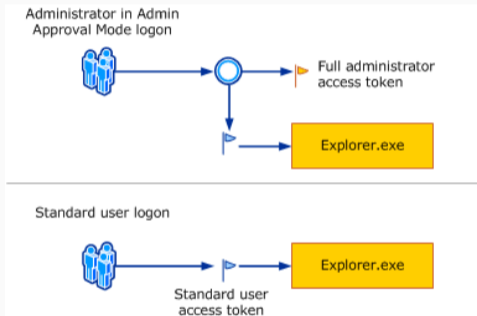 Administrator in Admin
Approval Mode logon
Full administrator
access token
Explorer.exe
Standard user logon
Explorer.exe
Standard user
access token